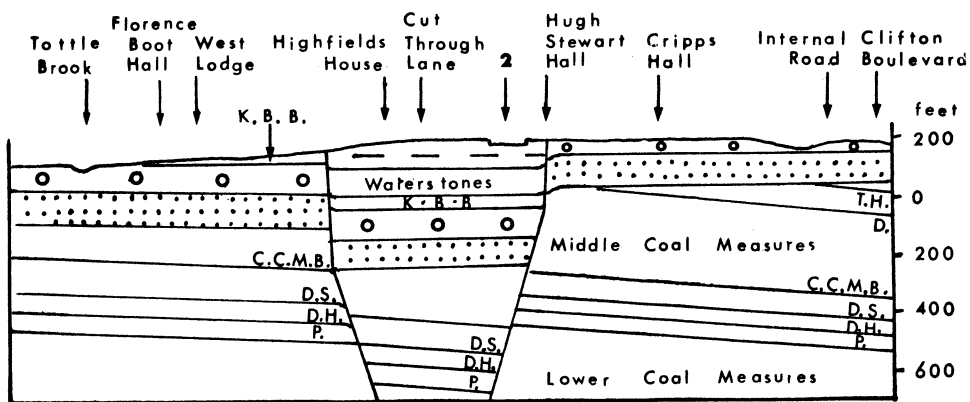 Tottle
Brook
Florence
Boot
Hall
West
Lodge
Highfields
House
Cut
Through
Lane
2
Hugh
Stewart
Hall
Cripps
Hall
Internal
Road
Clifton
Boulevard
K.B.B.
feet
200
Waterstones
K.B.B
0
T.H.
D.
Middle Coal Measures
200
C.C.M.B.
C.C.M.B.
D.S.
D.S.
400
D.H.
D.H.
P.
P.
D.S.
D.H.
P.
Lower Coal Measures
600